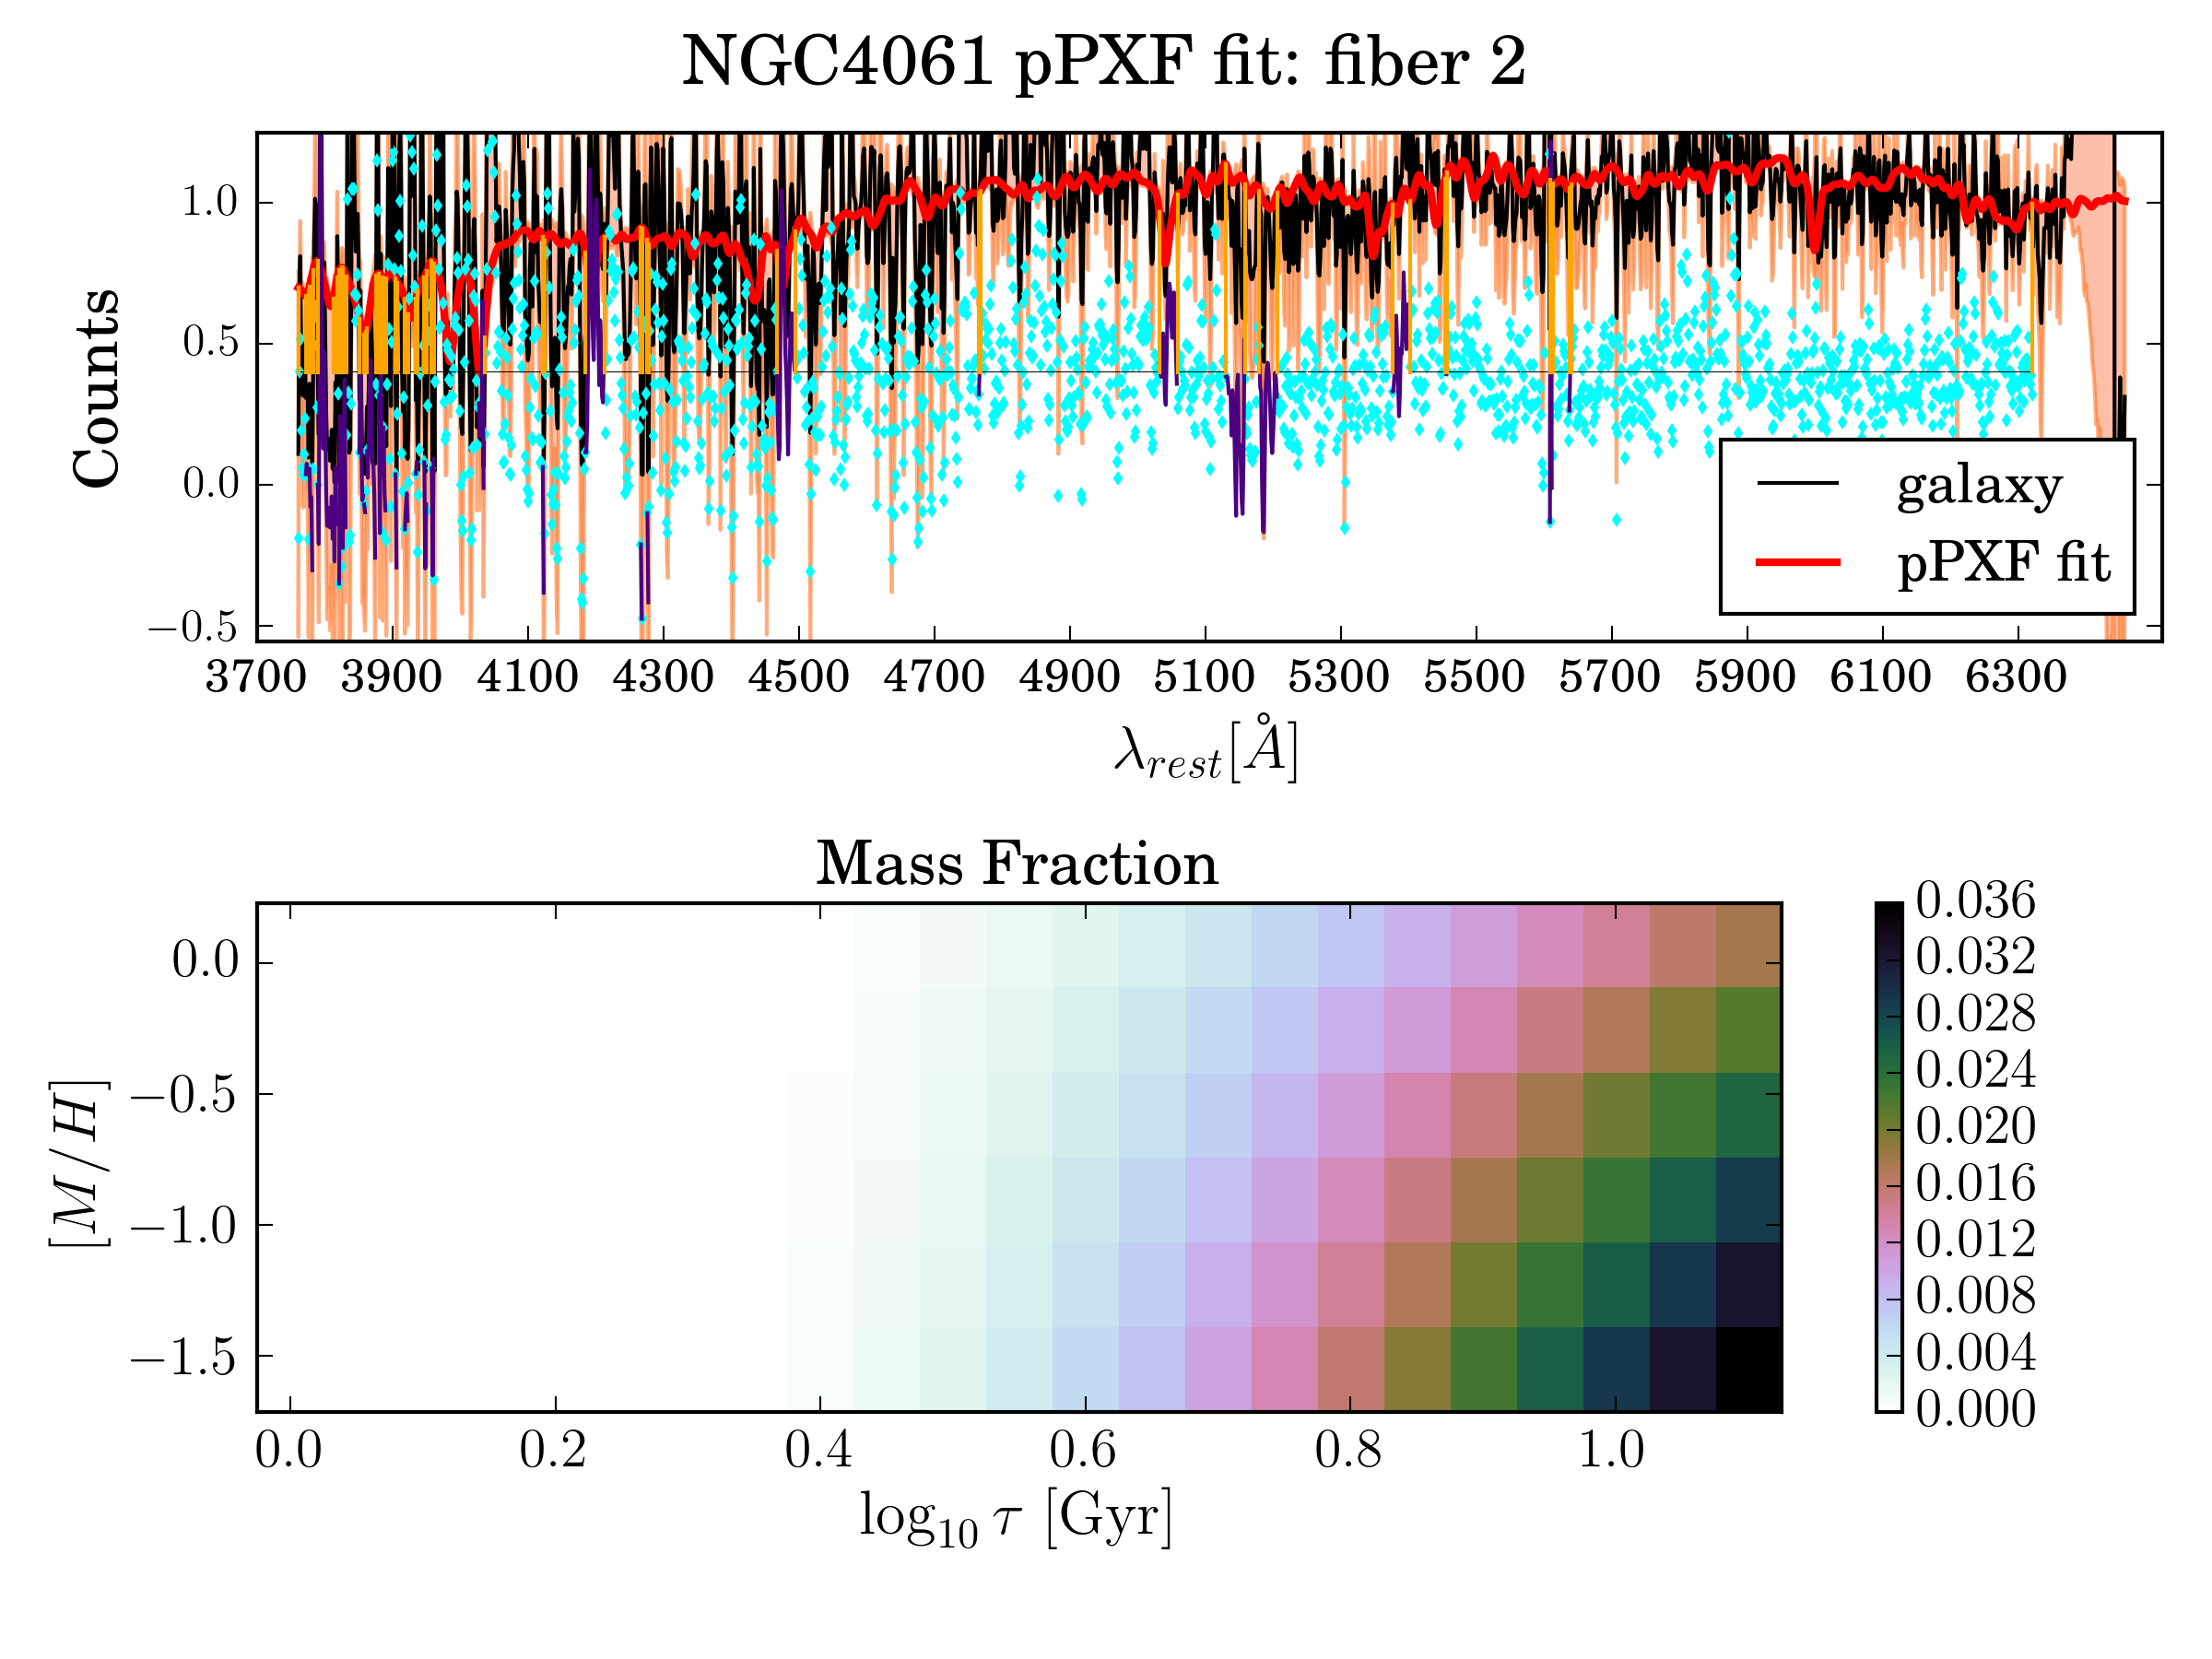 NGC4061 pPXF fit: fiber 2
Counts
1.0
0.5
0.0
−0.5
galaxy
pPXF fit
3700 3900 4100 4300 4500 4700 4900 5100 5300 5500 5700 5900 6100 6300
λrest[Å]
Mass Fraction
[M/H]
0.0
−0.5
−1.0
−1.5
0.0 0.2 0.4 0.6 0.8 1.0
log10 τ [Gyr]
0.036
0.032
0.028
0.024
0.020
0.016
0.012
0.008
0.004
0.000